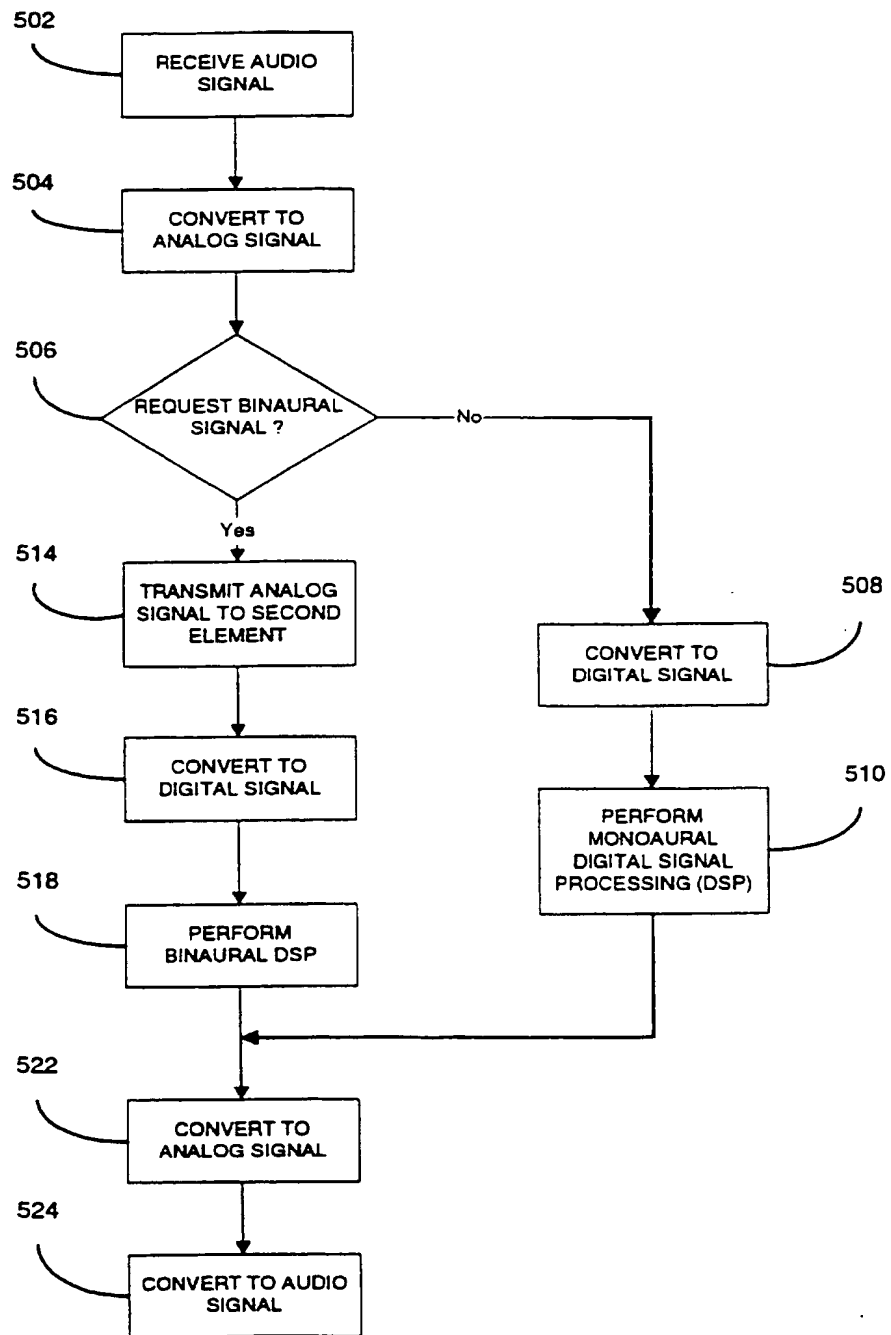 502
RECEIVE AUDIO
SIGNAL
504
CONVERT TO
ANALOG SIGNAL
506
REQUEST BINAURAL
SIGNAL ?
No
Yes
514
TRANSMIT ANALOG
SIGNAL TO SECOND
ELEMENT
508
CONVERT TO
DIGITAL SIGNAL
516
CONVERT TO
DIGITAL SIGNAL
510
PERFORM
MONOAURAL
DIGITAL SIGNAL
PROCESSING (DSP)
518
PERFORM
BINAURAL DSP
522
CONVERT TO
ANALOG SIGNAL
524
CONVERT TO AUDIO
SIGNAL